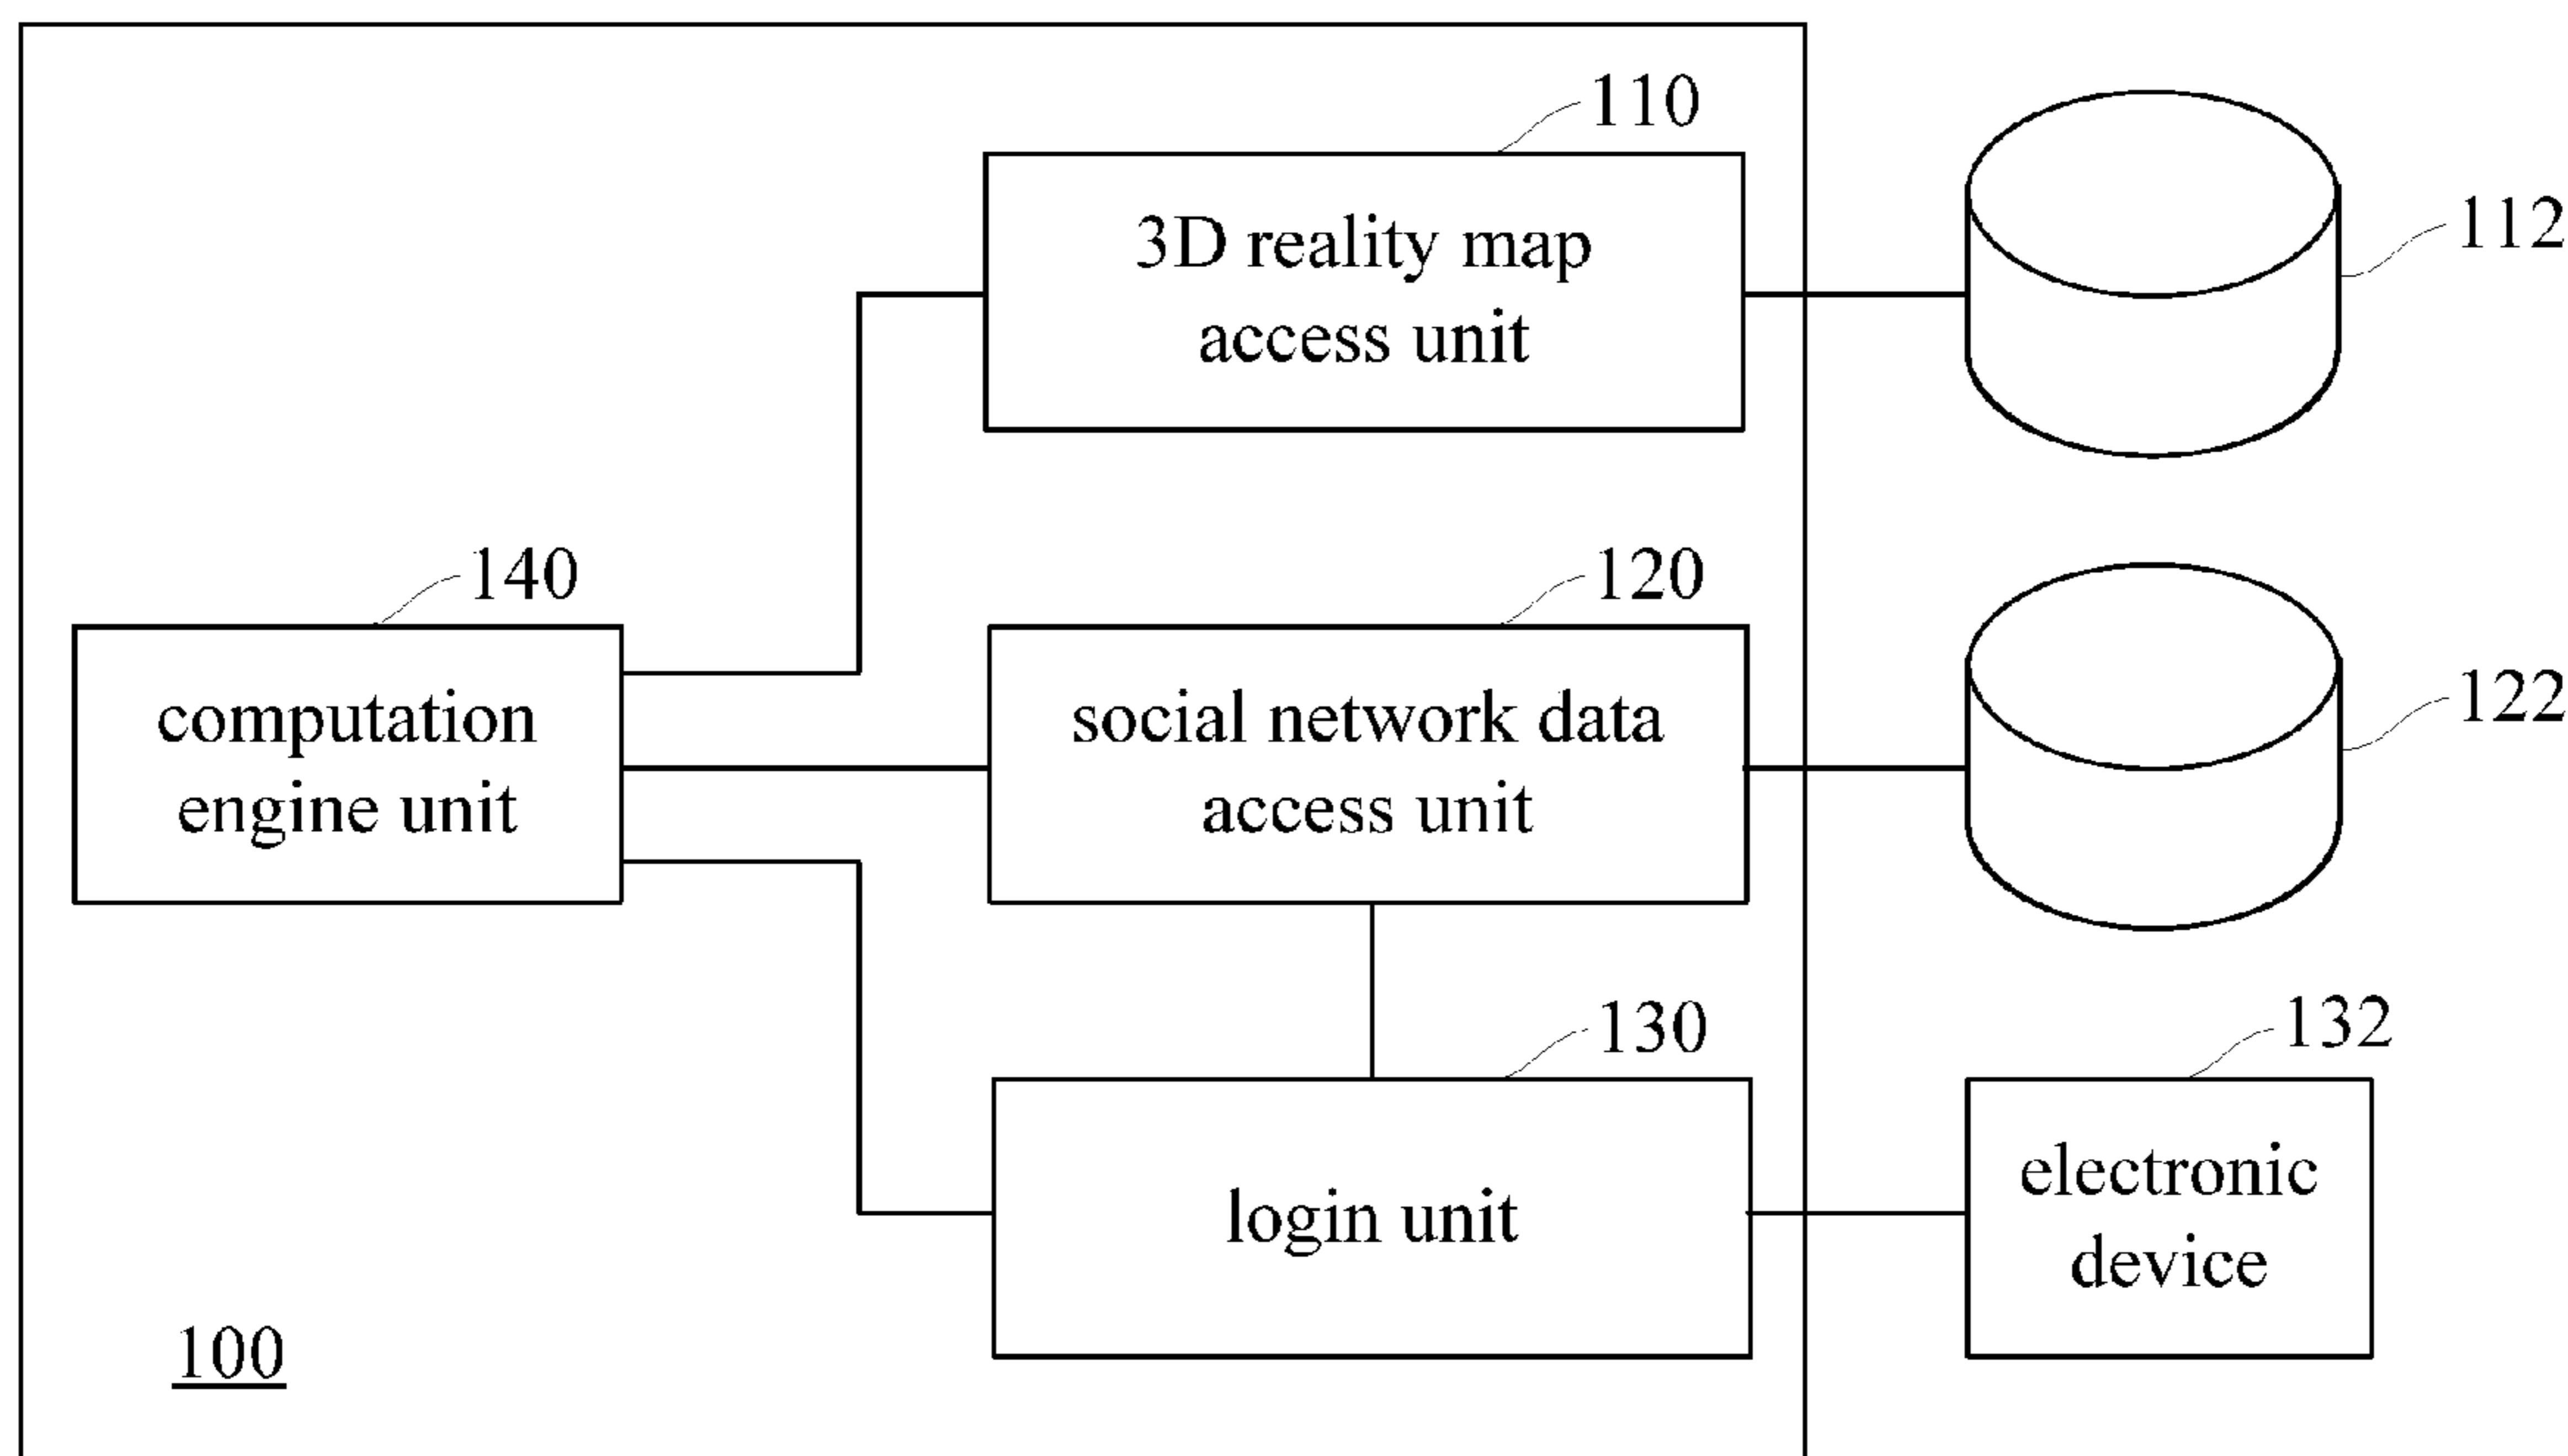 110
3D reality map
access unit
112
140
computation
engine unit
120
social network data
access unit
122
130
login unit
132
electronic
device
100